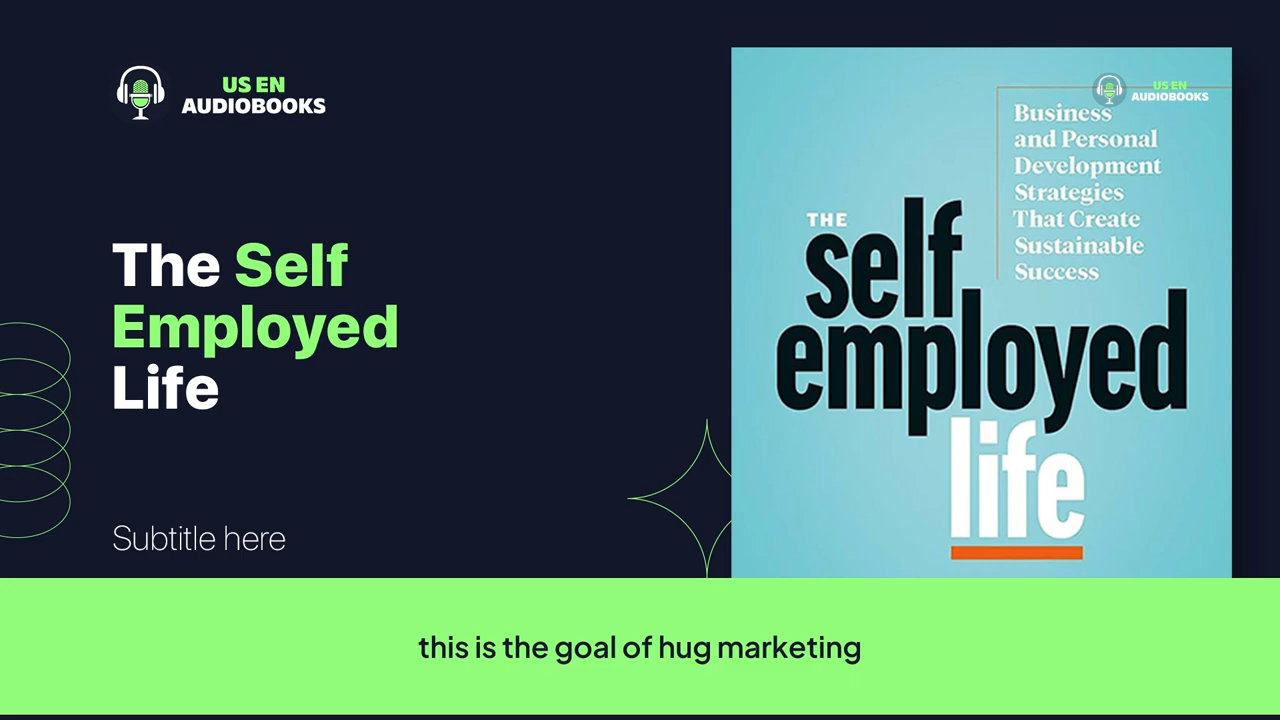 US EN
AUDIOBOOKS
The Self
Employed
Life
Subtitle here
US EN
AUDIOBOOKS
Business
and Personal
Development
Strategies
That Create
Sustainable
Success
THE
self
employed
life
this is the goal of hug marketing